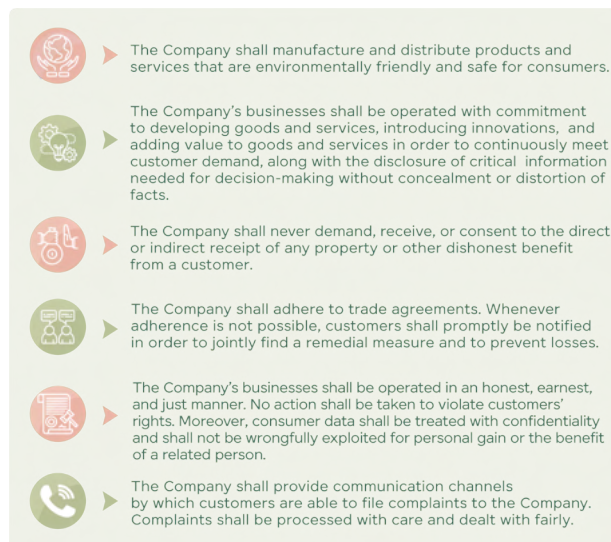 The Company shall manufacture and distribute products and
services that are environmentally friendly and safe for consumers.
The Company's businesses shall be operated with commitment
to developing goods and services, introducing innovations, and
adding value to goods and services in order to continuously meet
customer demand, along with the disclosure of critical information
needed for decision-making without concealment or distortion of
facts.
The Company shall never demand, receive, or consent to the direct
or indirect receipt of any property or other dishonest benefit
from a customer.
The Company shall adhere to trade agreements. Whenever
adherence is not possible, customers shall promptly be notified
in order to jointly find a remedial measure and to prevent losses.
The Company's businesses shall be operated in an honest, earnest,
and just manner. No action shall be taken to violate customers'
rights. Moreover, consumer data shall be treated with confidentiality
and shall not be wrongfully exploited for personal gain or the benefit
of a related person.
The Company shall provide communication channels
by which customers are able to file complaints to the Company.
Complaints shall be processed with care and dealt with fairly.